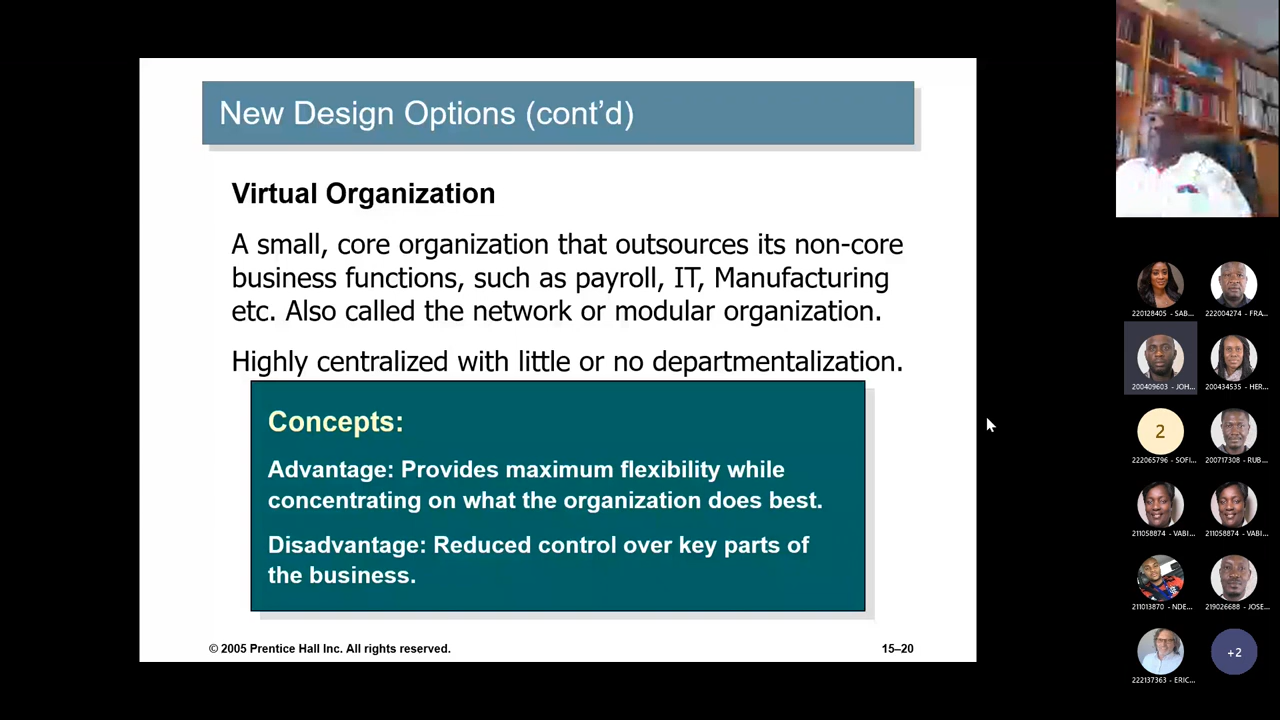 New Design Options (cont’d)
Virtual Organization
A small, core organization that outsources its non-core
business functions, such as payroll, IT, Manufacturing
etc. Also called the network or modular organization.
Highly centralized with little or no departmentalization.
Concepts:
Advantage: Provides maximum flexibility while
concentrating on what the organization does best.
Disadvantage: Reduced control over key parts of
the business.
© 2005 Prentice Hall Inc. All rights reserved.
15–20
220128405 - SAB...
222004274 - FRA...
200409603 - JOH...
200434535 - HER...
2
222065796 - SOFI...
200717308 - RUB...
211058874 - VABI...
211058874 - VABI...
211013870 - NDE...
219026688 - JOSE...
222137363 - ERIC...
+2